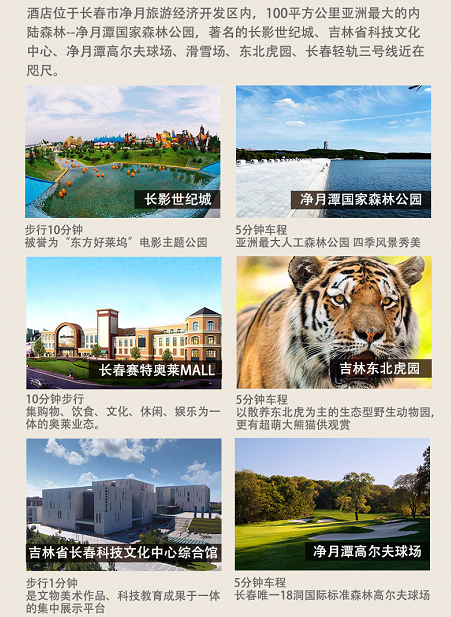 酒店位于长春市净月旅游经济开发区内，100平方公里亚洲最大的内
陆森林--净月潭国家森林公园，著名的长影世纪城、吉林省科技文化
中心、净月潭高尔夫球场、滑雪场、东北虎园、长春轻轨三号线近在
咫尺。
长影世纪城
净月潭国家森林公园
步行10分钟
被誉为“东方好莱坞”电影主题公园
5分钟车程
亚洲最大人工森林公园 四季风景秀美
长春赛特奥莱MALL
吉林东北虎园
10分钟步行
集购物、饮食、文化、休闲、娱乐为一
体的奥莱业态。
5分钟车程
以散养东北虎为主的生态型野生动物园，
更有超萌大熊猫供观赏
吉林省长春科技文化中心综合馆
净月潭高尔夫球场
步行1分钟
是文物美术作品、科技教育成果于一体
的集中展示平台
5分钟车程
长春唯一18洞国际标准森林高尔夫球场